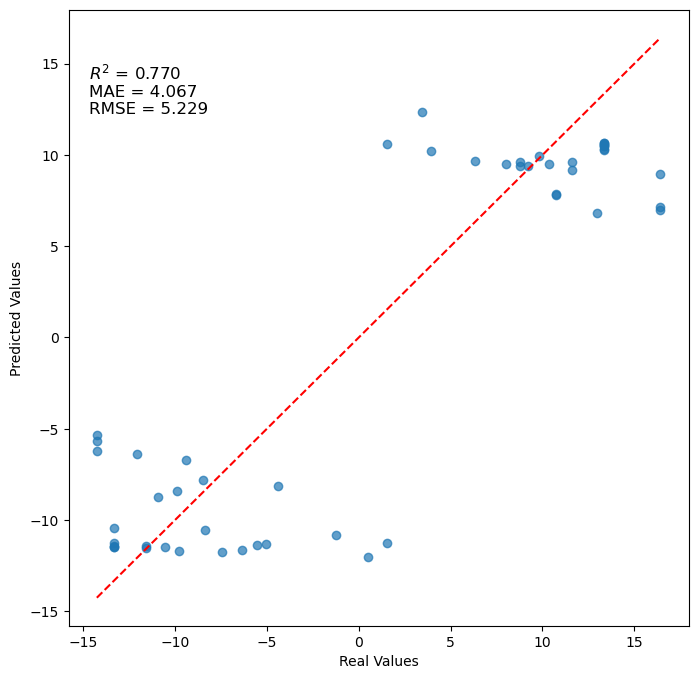 R² = 0.770
MAE = 4.067
RMSE = 5.229
15
10
5
0
−5
−10
−15
Predicted Values
−15 −10 −5 0 5 10 15
Real Values